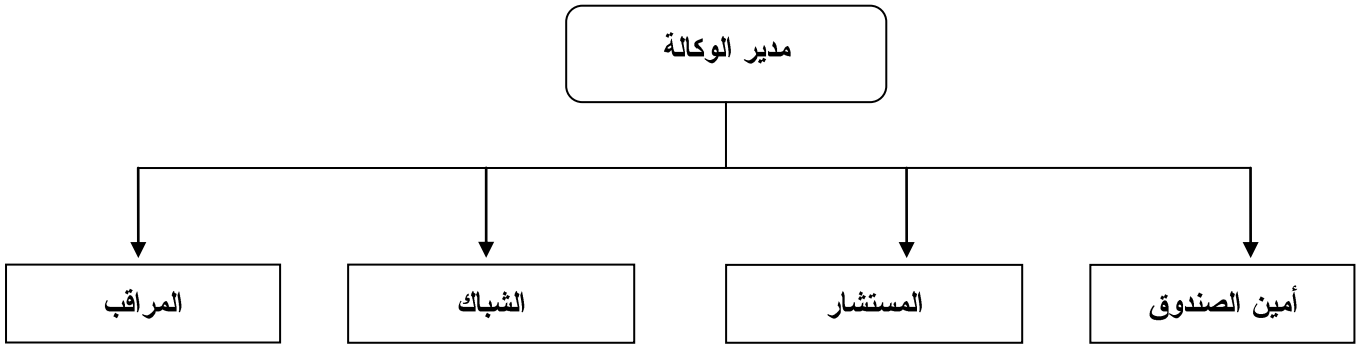 مدير الوكالة
أمين الصندوق
المستشار
الشباك
المراقب